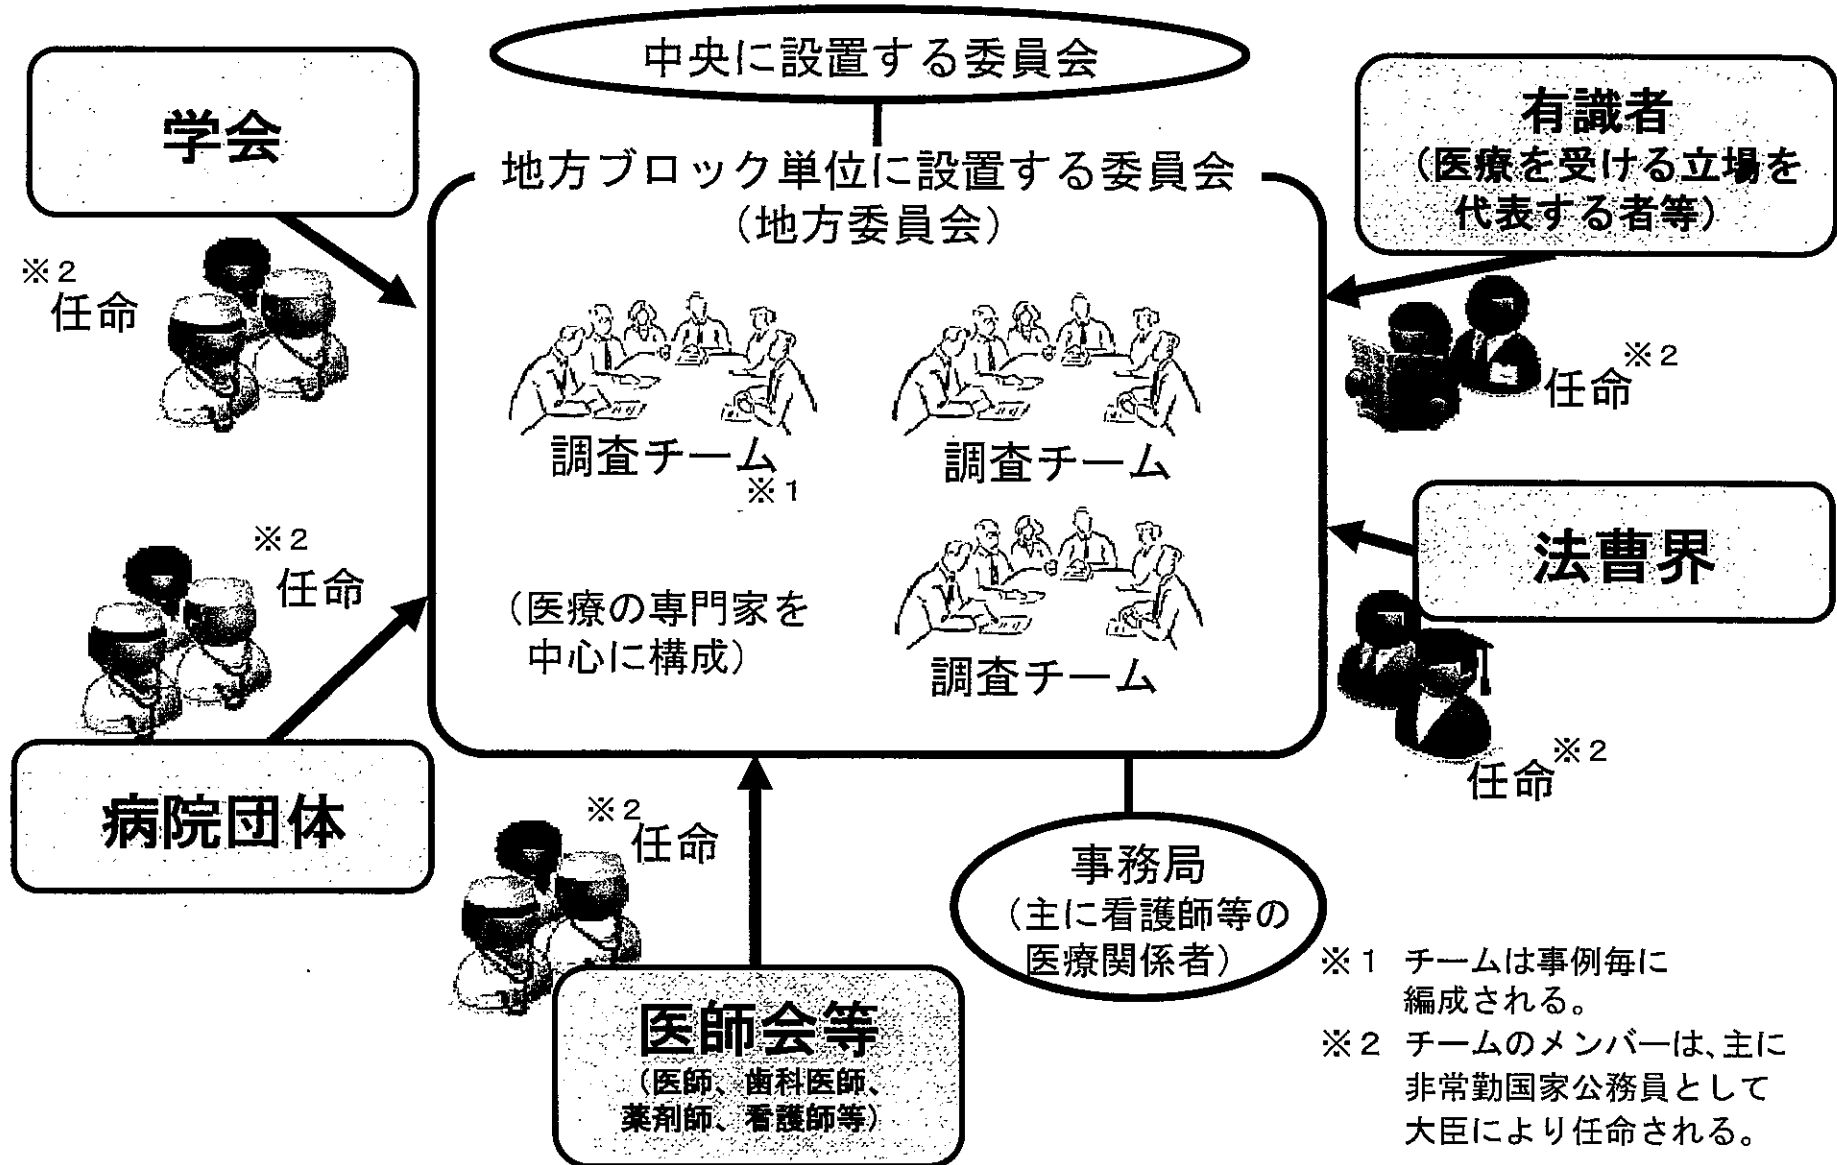 中央に設置する委員会
学会
有識者
（医療を受ける立場を
代表する者等）
地方ブロック単位に設置する委員会
（地方委員会）
※２
任命
任命※２
調査チーム
※１
調査チーム
法曹界
※２
任命
（医療の専門家を
中心に構成）
調査チーム
任命※２
病院団体
※２
任命
事務局
（主に看護師等の
医療関係者）
医師会等
（医師、歯科医師、
薬剤師、看護師等）
※１ チームは事例毎に
編成される。
※２ チームのメンバーは、主に
非常勤国家公務員として
大臣により任命される。